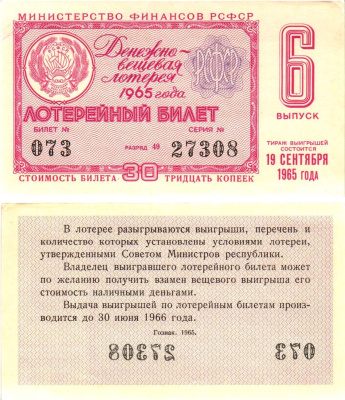 МИНИСТЕРСТВО ФИНАНСОВ РСФСР
Денежно-
вещевая
лотерея
1965 года
РСФСР
ЛОТЕРЕЙНЫЙ БИЛЕТ
БИЛЕТ № СЕРИЯ №
073 РАЗРЯД 49 27308
СТОИМОСТЬ БИЛЕТА 30 ТРИДЦАТЬ КОПЕЕК
6
ВЫПУСК
ТИРАЖ ВЫИГРЫШЕЙ
СОСТОИТСЯ
19 СЕНТЯБРЯ
1965 ГОДА
В лотерее разыгрываются выигрыши, перечень и
количество которых установлены условиями лотереи,
утвержденными Советом Министров республики.
Владелец выигравшего лотерейного билета может
по желанию получить взамен вещевого выигрыша его
стоимость наличными деньгами.
Выдача выигрышей по лотерейным билетам произ-
водится до 30 июня 1966 года.
Гознак. 1965.
27308 073